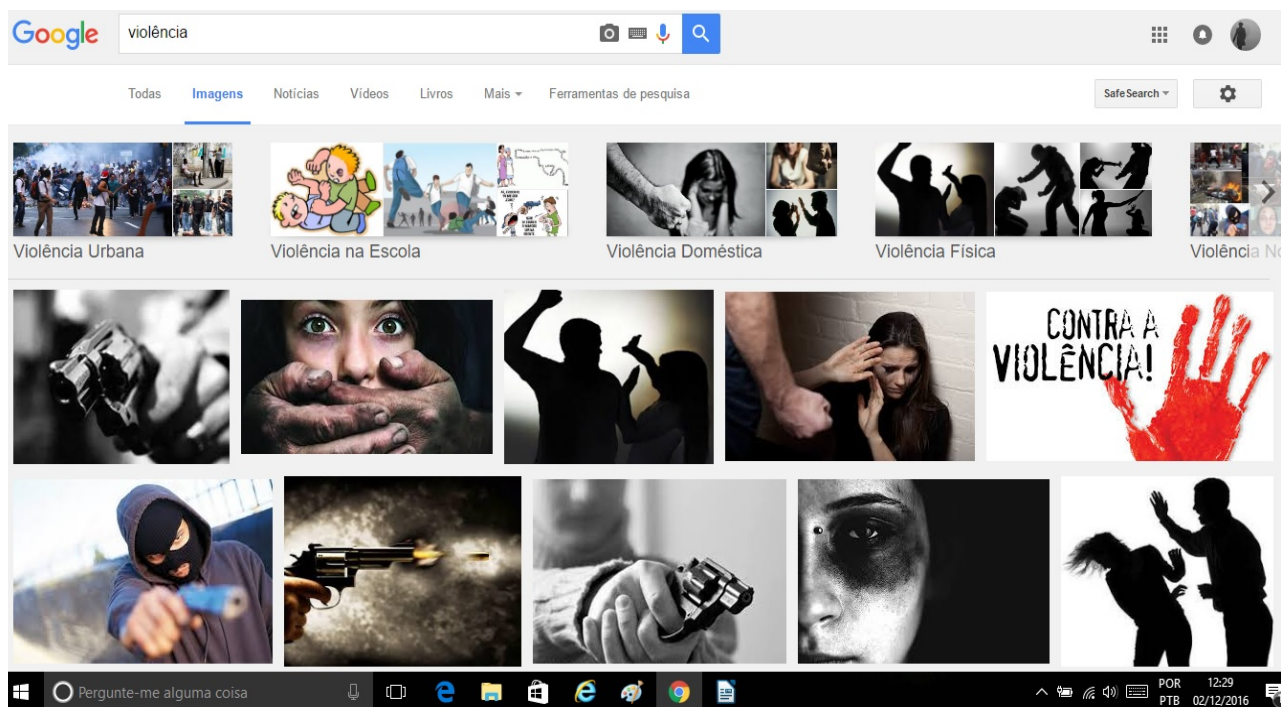 Google
violência
Todas Imagens Notícias Vídeos Livros Mais Ferramentas de pesquisa
SafeSearch
Violência Urbana
Violência na Escola
Violência Doméstica
Violência Física
Violência
CONTRA A
VIOLÊNCIA!
Pergunte-me alguma coisa
POR
PTB
12:29
02/12/2016